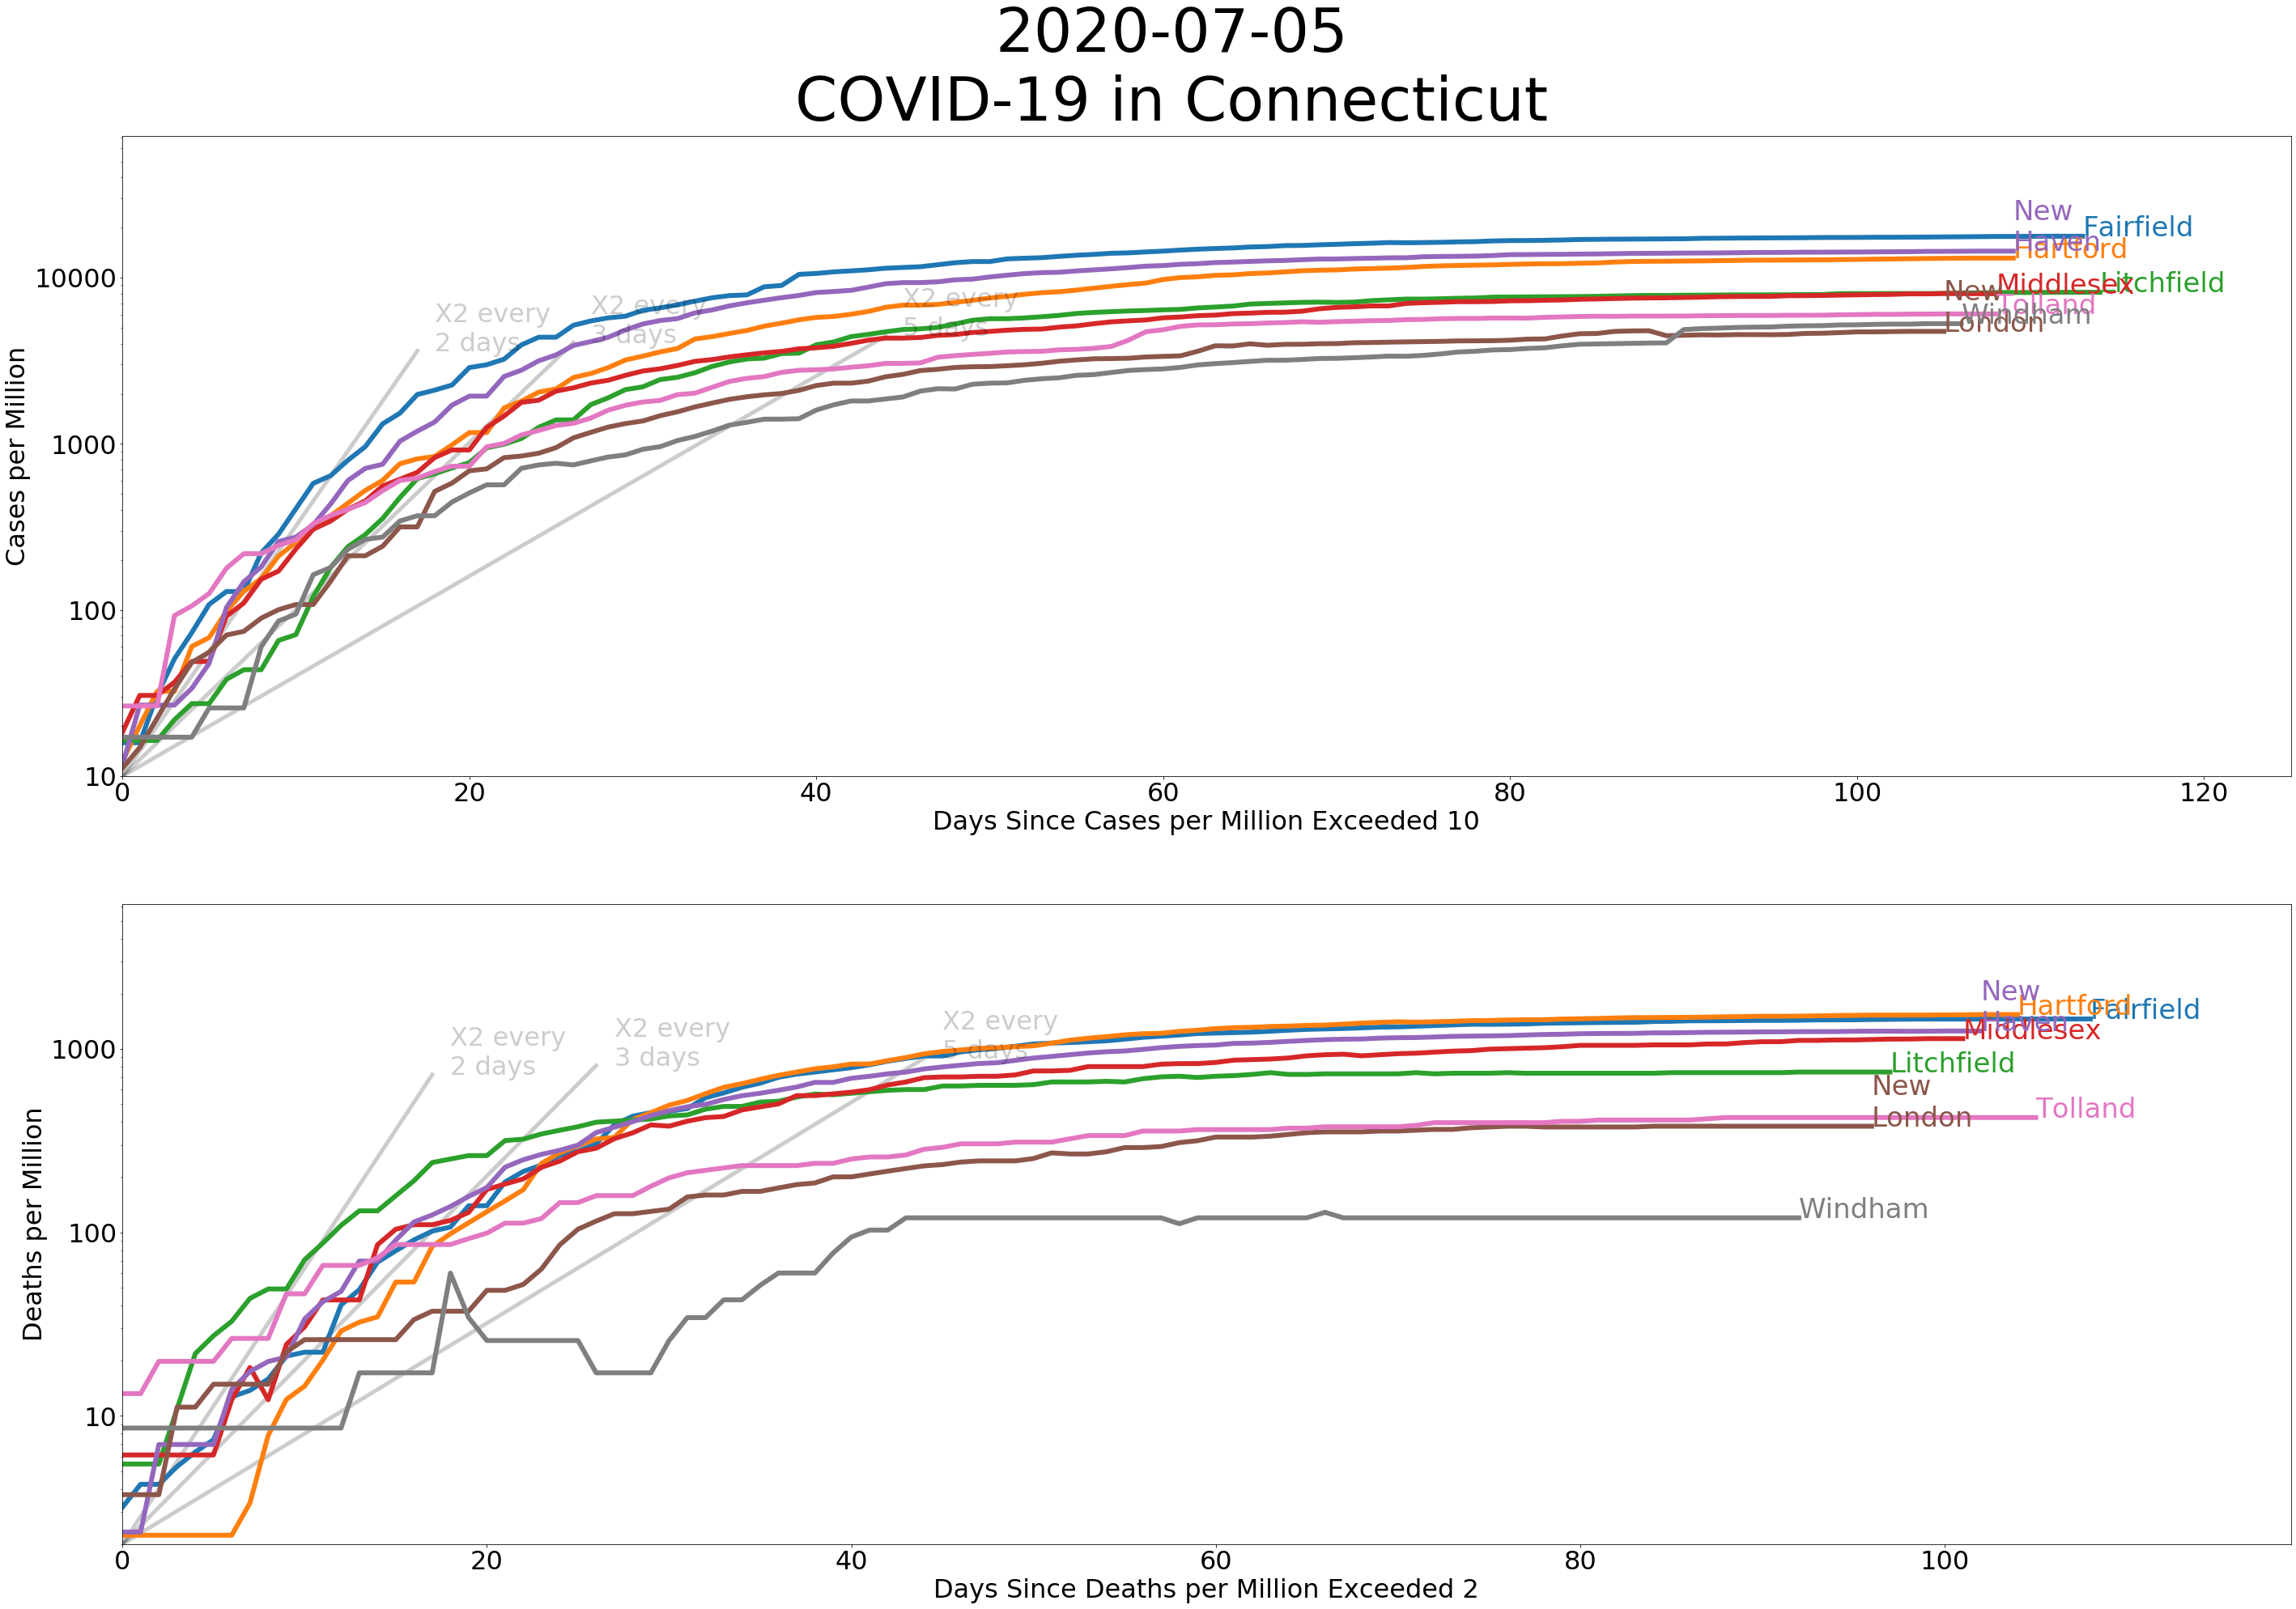 2020-07-05
COVID-19 in Connecticut
Cases per Million
10000
1000
100
10
X2 every
2 days
X2 every
3 days
X2 every
5 days
New
Haven
Fairfield
Hartford
Middlesex
Litchfield
New
London
Tolland
Windham
0
20
40
60
80
100
120
Days Since Cases per Million Exceeded 10
Deaths per Million
1000
100
10
X2 every
2 days
X2 every
3 days
X2 every
5 days
New
Haven
Hartford
Fairfield
Middlesex
Litchfield
New
London
Tolland
Windham
0
20
40
60
80
100
Days Since Deaths per Million Exceeded 2